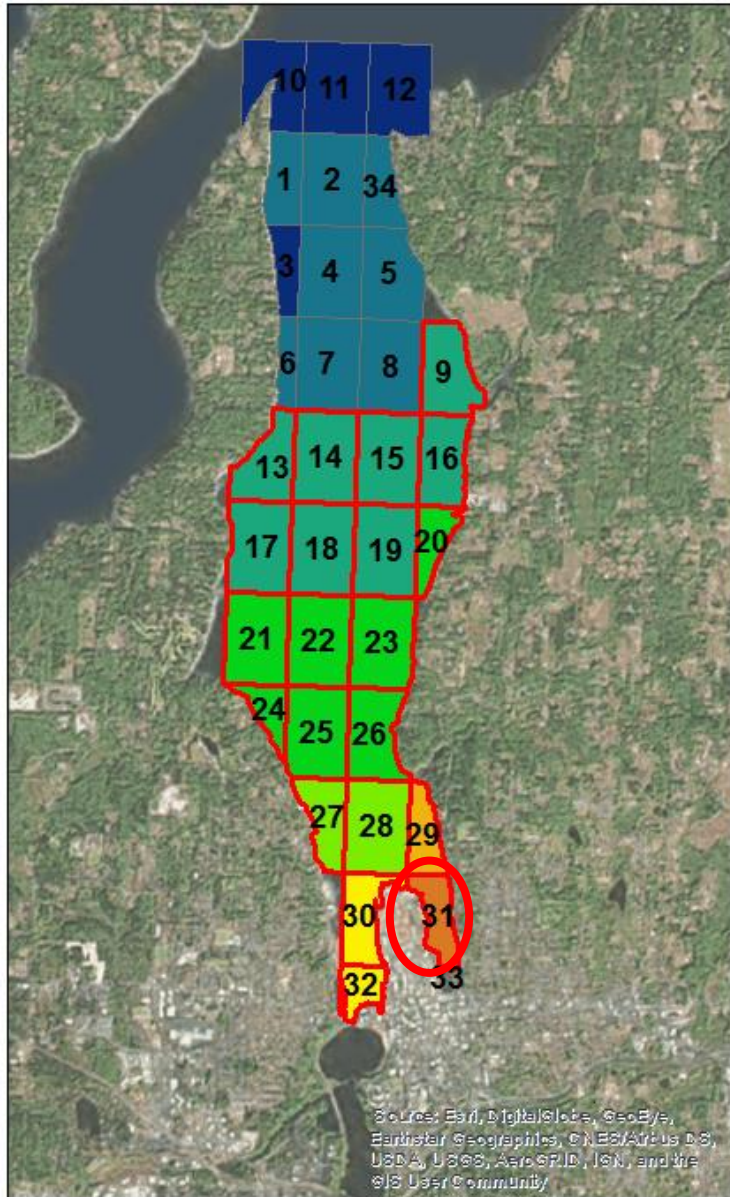 10 11 12
1 2 34
3 4 5
6 7 8 9
13 14 15 16
17 18 19 20
21 22 23
24 25 26
27 28 29
30 31
32 33
Source: Esri, DigitalGlobe, GeoEye,
Earthstar Geographics, CNES/Airbus DS,
USDA, USGS, AeroGRID, IGN, and the
GIS User Community